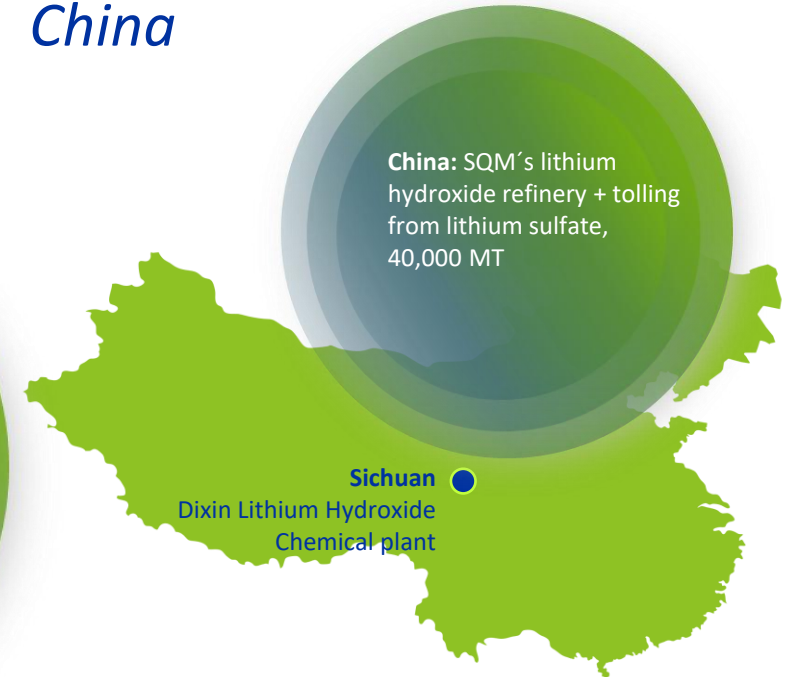 China
China: SQM´s lithium
hydroxide refinery + tolling
from lithium sulfate,
40,000 MT
Sichuan
Dixin Lithium Hydroxide
Chemical plant